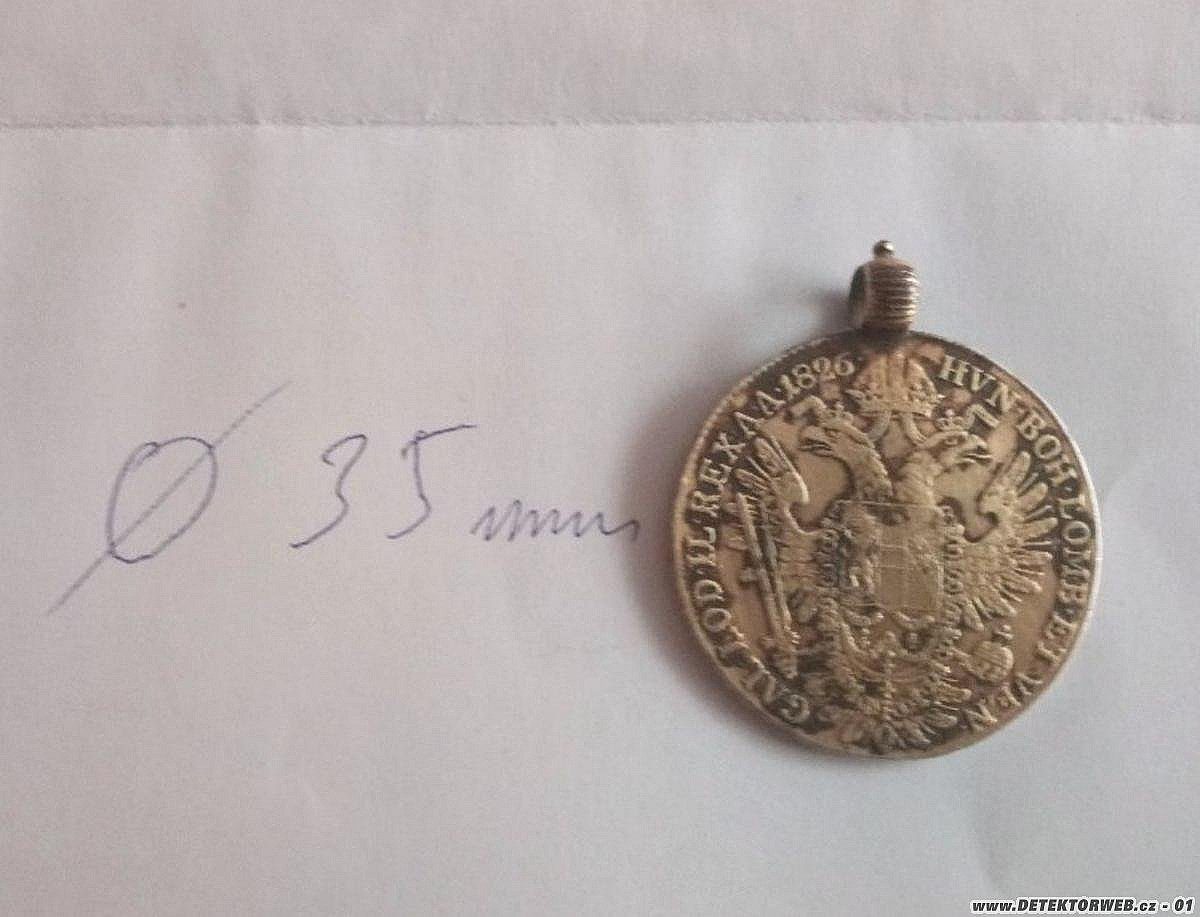 Ø 35 mm
HVN·BOH·LOMB·ET·VEN·
GAL·LOD·IL·REX·A·A·1826·
www.DETEKTORWEB.cz - 01